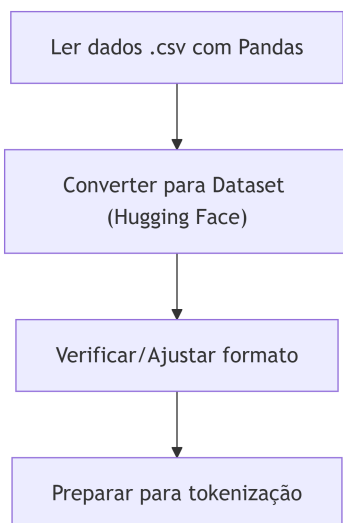 Ler dados .csv com Pandas
Converter para Dataset
(Hugging Face)
Verificar/Ajustar formato
Preparar para tokenização